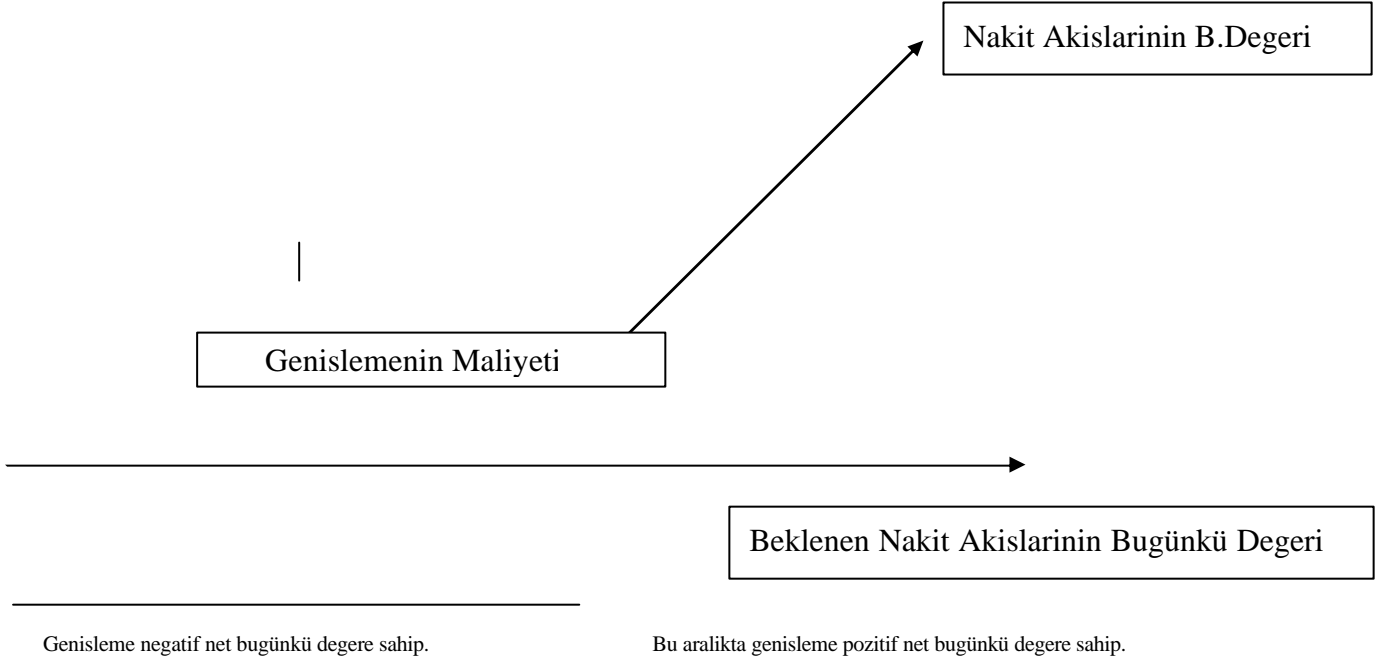 Nakit Akislarinin B.Degeri
Genislemenin Maliyeti
Beklenen Nakit Akislarinin Bugünkü Degeri
Genisleme negatif net bugünkü degere sahip.
Bu aralikta genisleme pozitif net bugünkü degere sahip.